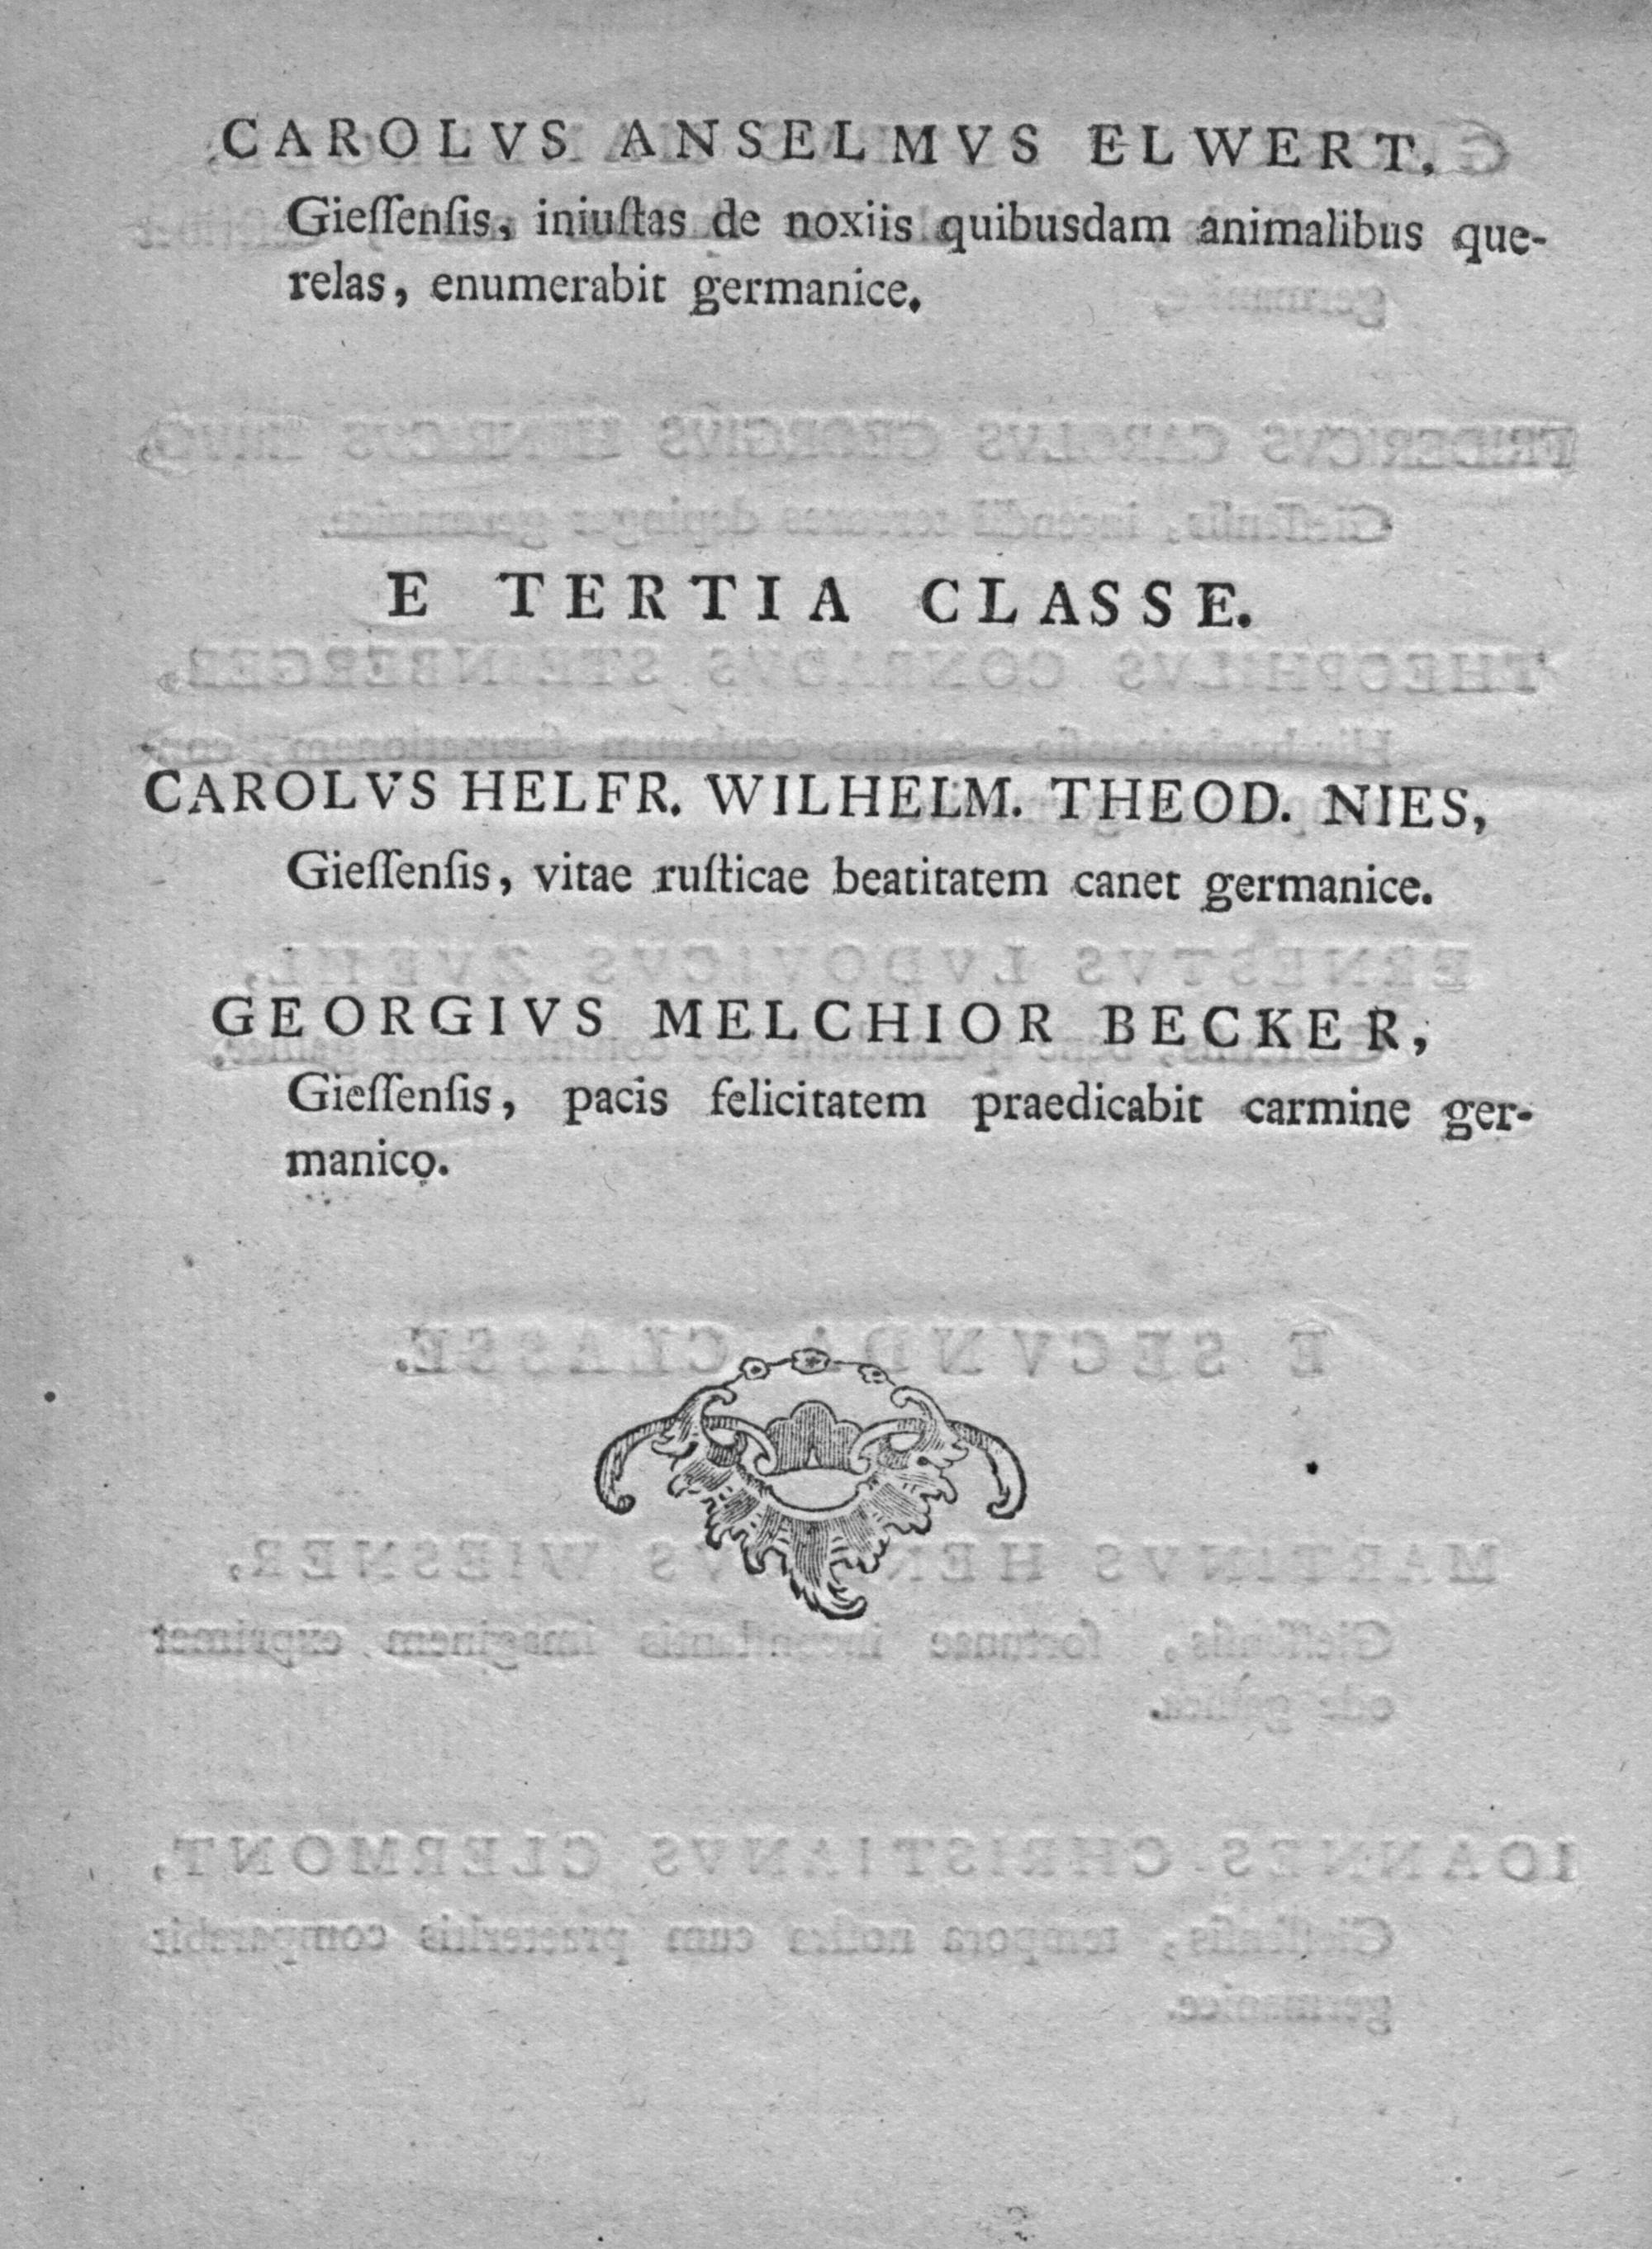 CAROLVS ANSELMVS ELWERT,
Gieſſenſis, iniuſtas de noxiis quibusdam animalibus que-
relas, enumerabit germanice.
E TERTIA CLASSE.
CAROLVS HELFR. WILHELM. THEOD. NIES,
Gieſſenſis, vitae ruſticae beatitatem canet germanice.
GEORGIVS MELCHIOR BECKER,
Gieſſenſis, pacis felicitatem praedicabit carmine ger-
manico.